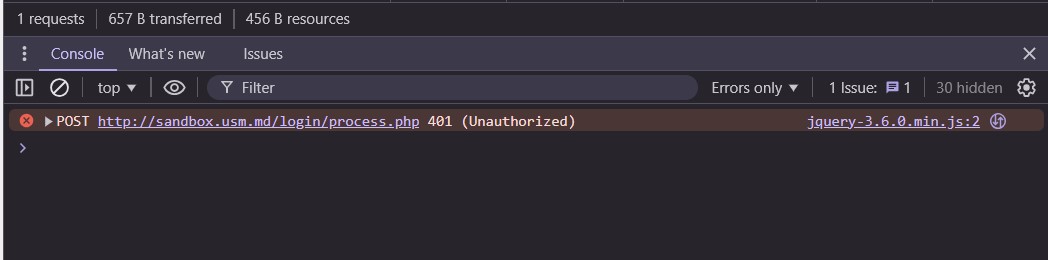 1 requests 657 B transferred 456 B resources
Console What's new Issues
top Filter Errors only 1 Issue: 1 30 hidden
POST http://sandbox.usm.md/login/process.php 401 (Unauthorized) jquery-3.6.0.min.js:2